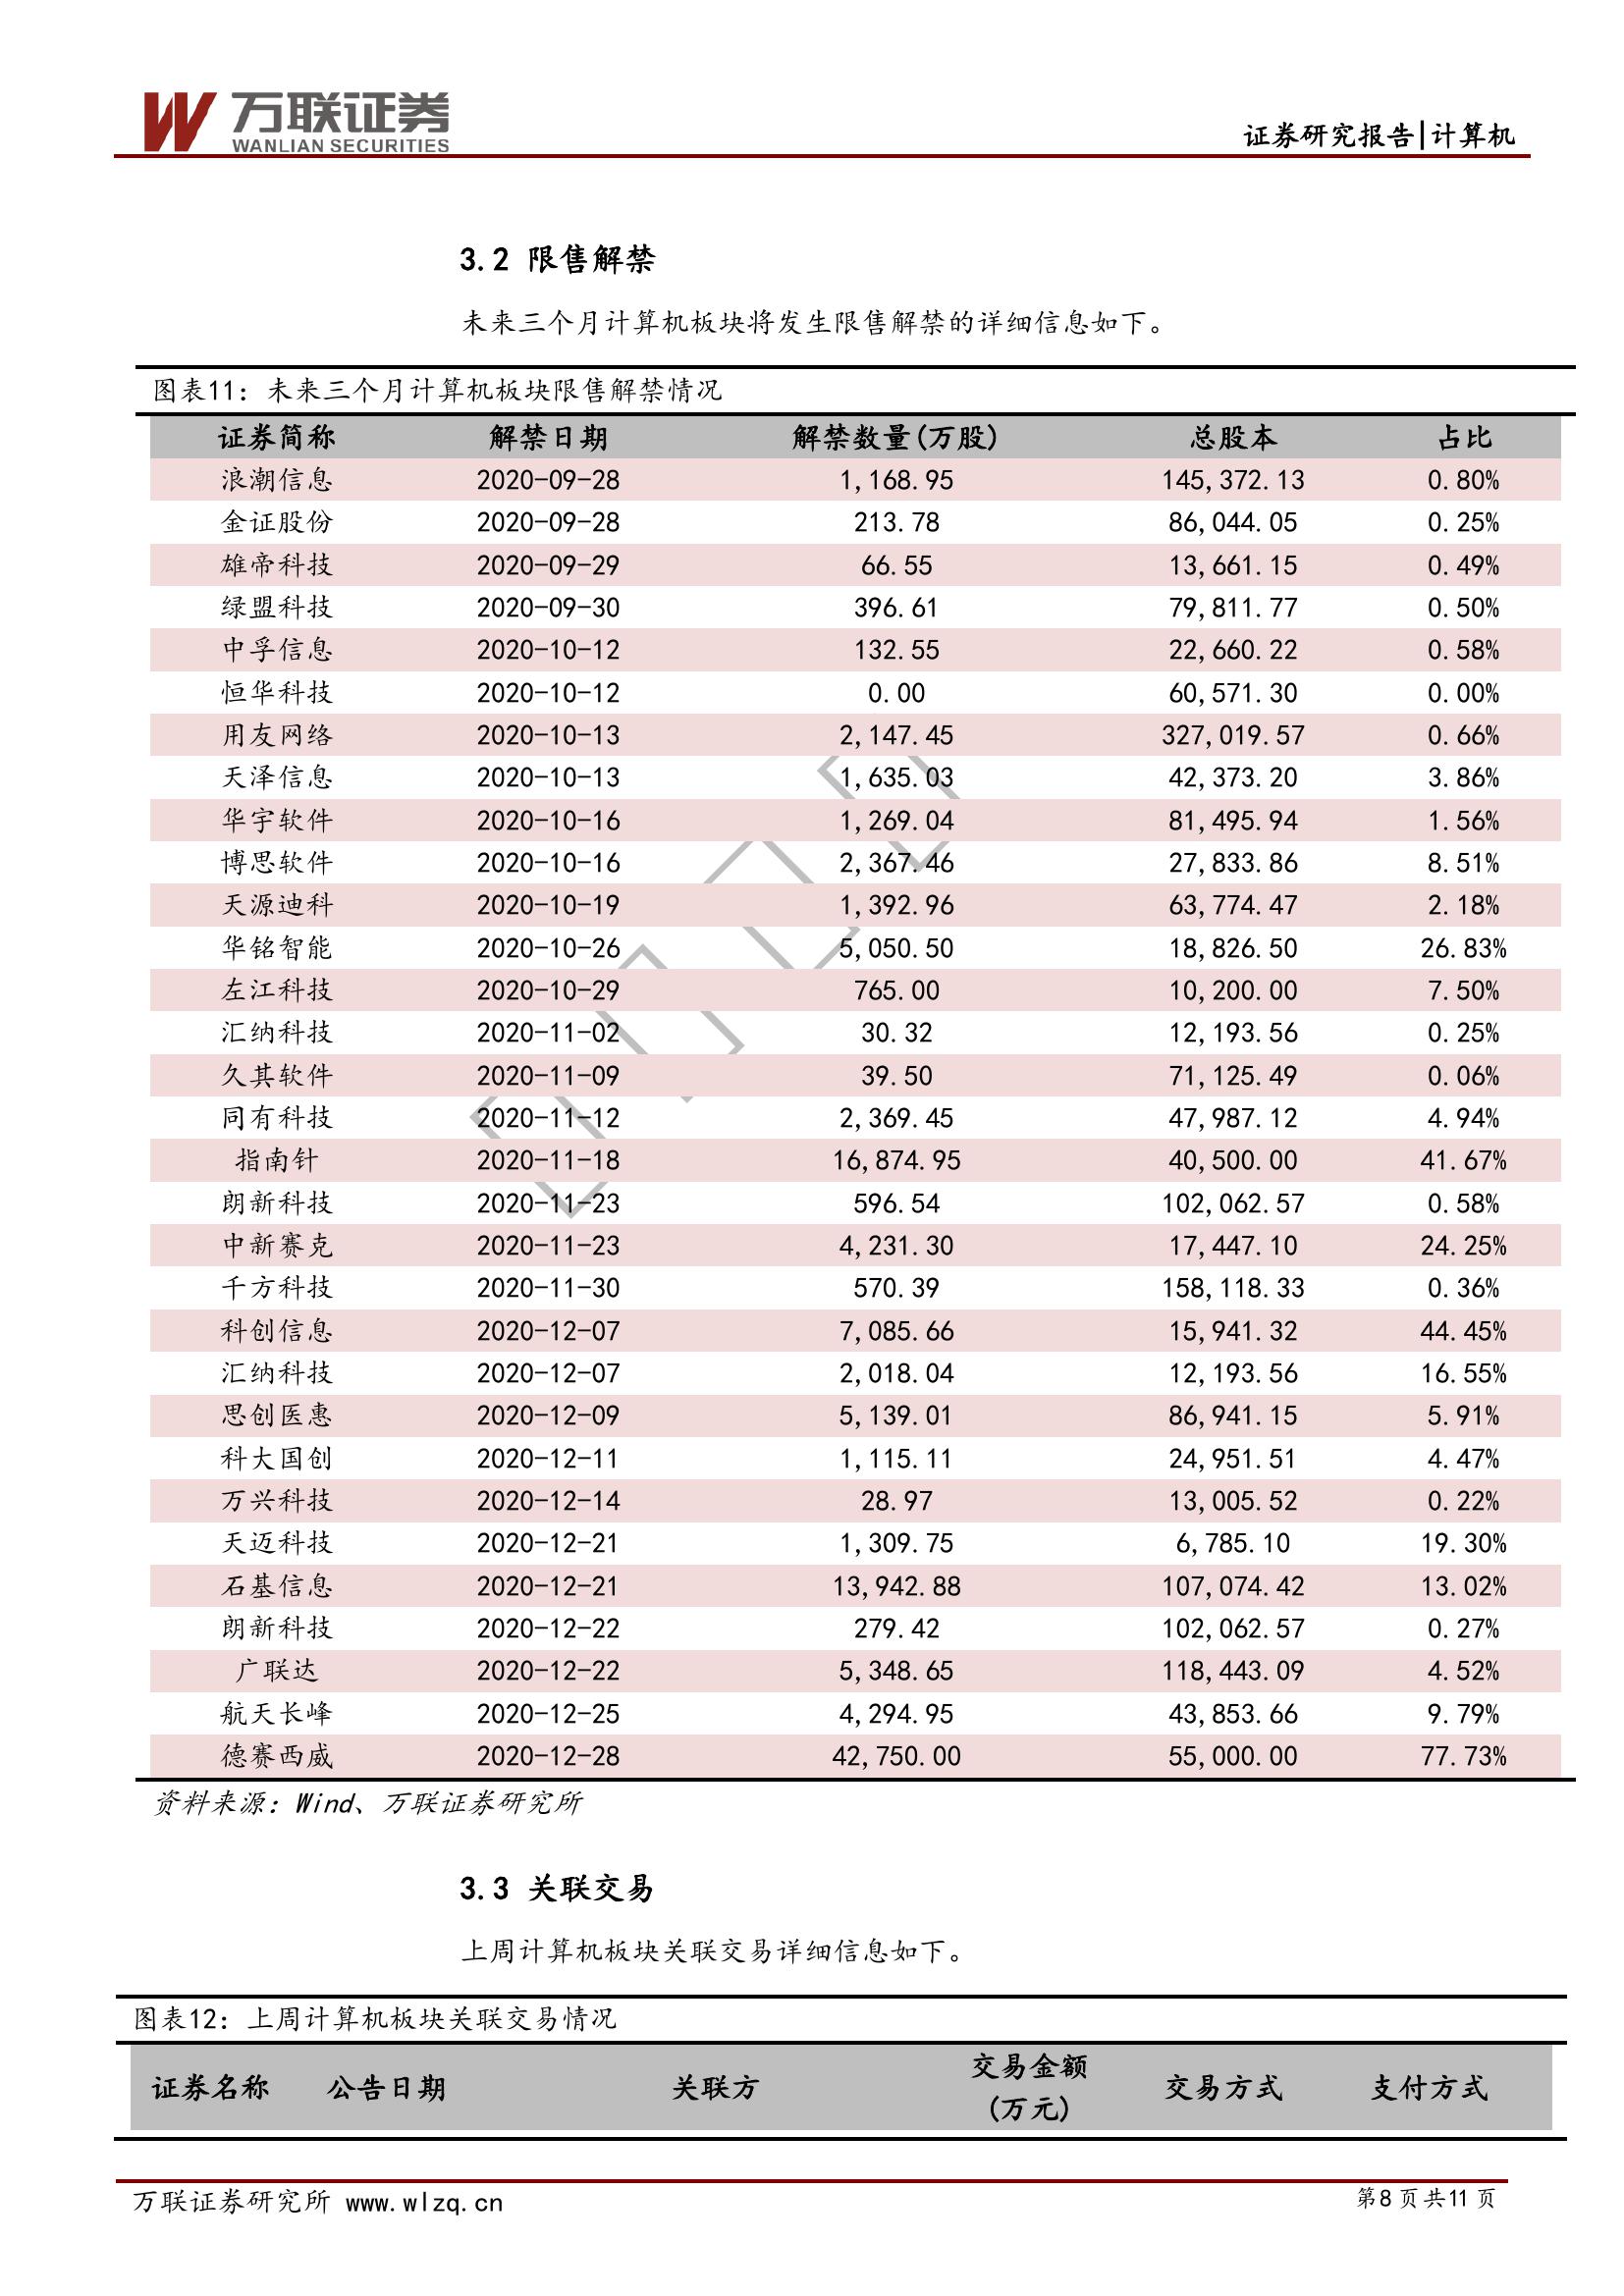 万联证券
WANLIAN SECURITIES
证券研究报告|计算机
3.2 限售解禁
未来三个月计算机板块将发生限售解禁的详细信息如下。
图表11：未来三个月计算机板块限售解禁情况
证券简称 解禁日期 解禁数量(万股) 总股本 占比
浪潮信息 2020-09-28 1,168.95 145,372.13 0.80%
金证股份 2020-09-28 213.78 86,044.05 0.25%
雄帝科技 2020-09-29 66.55 13,661.15 0.49%
绿盟科技 2020-09-30 396.61 79,811.77 0.50%
中孚信息 2020-10-12 132.55 22,660.22 0.58%
恒华科技 2020-10-12 0.00 60,571.30 0.00%
用友网络 2020-10-13 2,147.45 327,019.57 0.66%
天泽信息 2020-10-13 1,635.03 42,373.20 3.86%
华宇软件 2020-10-16 1,269.04 81,495.94 1.56%
博思软件 2020-10-16 2,367.46 27,833.86 8.51%
天源迪科 2020-10-19 1,392.96 63,774.47 2.18%
华铭智能 2020-10-26 5,050.50 18,826.50 26.83%
左江科技 2020-10-29 765.00 10,200.00 7.50%
汇纳科技 2020-11-02 30.32 12,193.56 0.25%
久其软件 2020-11-09 39.50 71,125.49 0.06%
同有科技 2020-11-12 2,369.45 47,987.12 4.94%
指南针 2020-11-18 16,874.95 40,500.00 41.67%
朗新科技 2020-11-23 596.54 102,062.57 0.58%
中新赛克 2020-11-23 4,231.30 17,447.10 24.25%
千方科技 2020-11-30 570.39 158,118.33 0.36%
科创信息 2020-12-07 7,085.66 15,941.32 44.45%
汇纳科技 2020-12-07 2,018.04 12,193.56 16.55%
思创医惠 2020-12-09 5,139.01 86,941.15 5.91%
科大国创 2020-12-11 1,115.11 24,951.51 4.47%
万兴科技 2020-12-14 28.97 13,005.52 0.22%
天迈科技 2020-12-21 1,309.75 6,785.10 19.30%
石基信息 2020-12-21 13,942.88 107,074.42 13.02%
朗新科技 2020-12-22 279.42 102,062.57 0.27%
广联达 2020-12-22 5,348.65 118,443.09 4.52%
航天长峰 2020-12-25 4,294.95 43,853.66 9.79%
德赛西威 2020-12-28 42,750.00 55,000.00 77.73%
资料来源：Wind、万联证券研究所
3.3 关联交易
上周计算机板块关联交易详细信息如下。
图表12：上周计算机板块关联交易情况
证券名称 公告日期 关联方 交易金额(万元) 交易方式 支付方式
万联证券研究所 www.wlzq.cn 第8页共11页